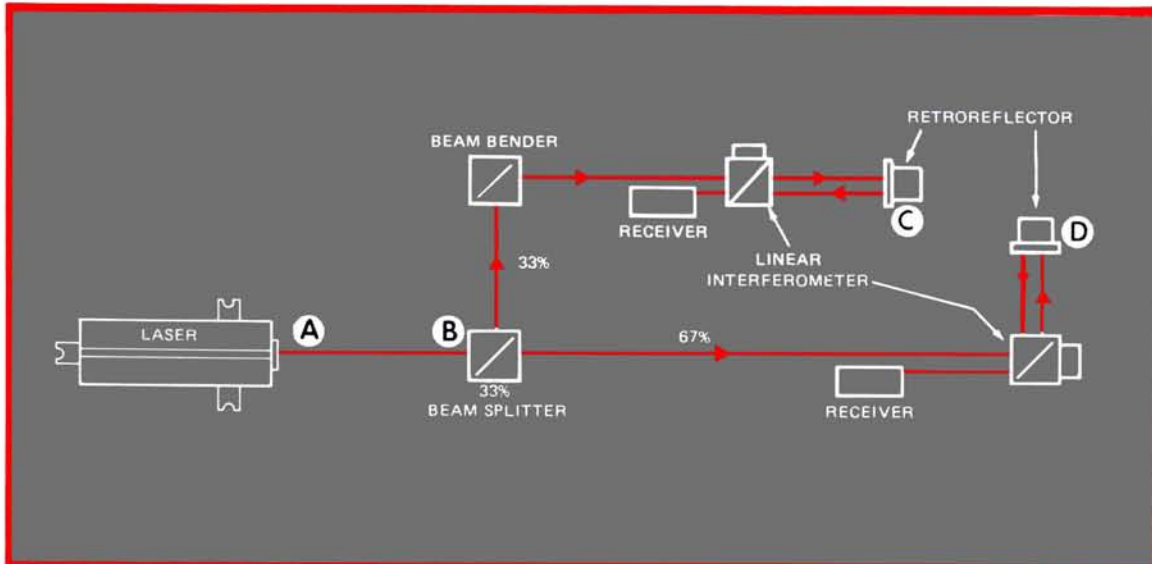 RETROREFLECTOR
BEAM BENDER
C
RECEIVER
D
33%
LINEAR
INTERFEROMETER
LASER
A
B
67%
33%
BEAM SPLITTER
RECEIVER